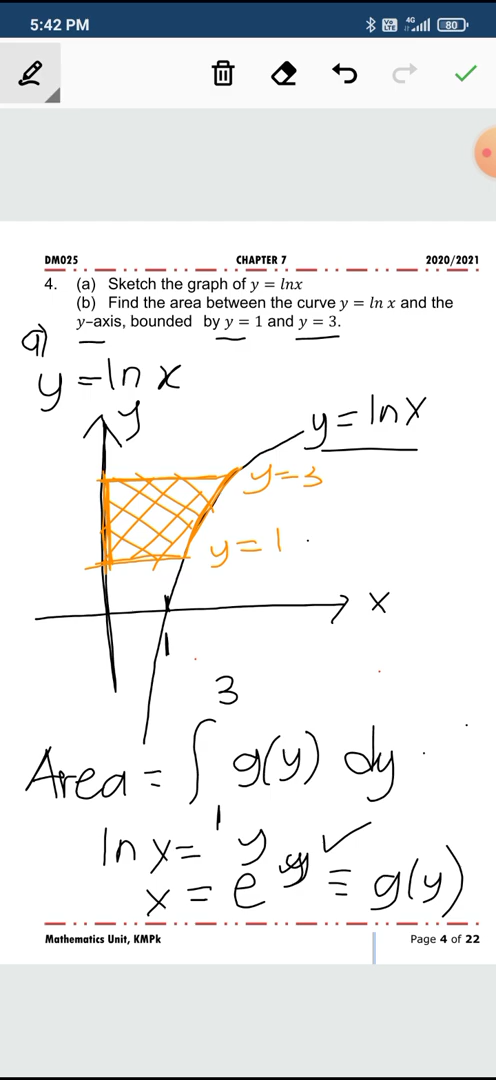 5:42 PM
4G
80
DM025 CHAPTER 7 2020/2021
4. (a) Sketch the graph of y = lnx
(b) Find the area between the curve y = ln x and the
y–axis, bounded by y = 1 and y = 3.
a)
y = ln x
y
y = ln x
y = 3
y = 1
x
1
3
Area = ∫ g(y) dy
1
ln x = y
x = e^y ✓ ≡ g(y)
Mathematics Unit, KMPk Page 4 of 22